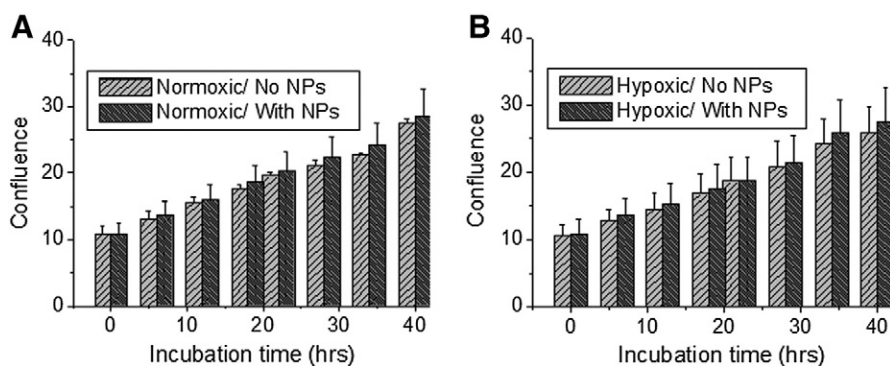 A
40
30
20
10
0
Confluence
Normoxic/ No NPs
Normoxic/ With NPs
0 10 20 30 40
Incubation time (hrs)
B
40
30
20
10
0
Confluence
Hypoxic/ No NPs
Hypoxic/ With NPs
0 10 20 30 40
Incubation time (hrs)